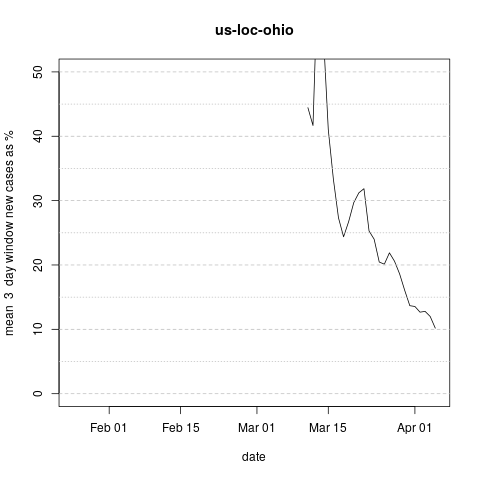 us-loc-ohio
mean  3  day window new cases as %
50
40
30
20
10
0
Feb 01
Feb 15
Mar 01
Mar 15
Apr 01
date